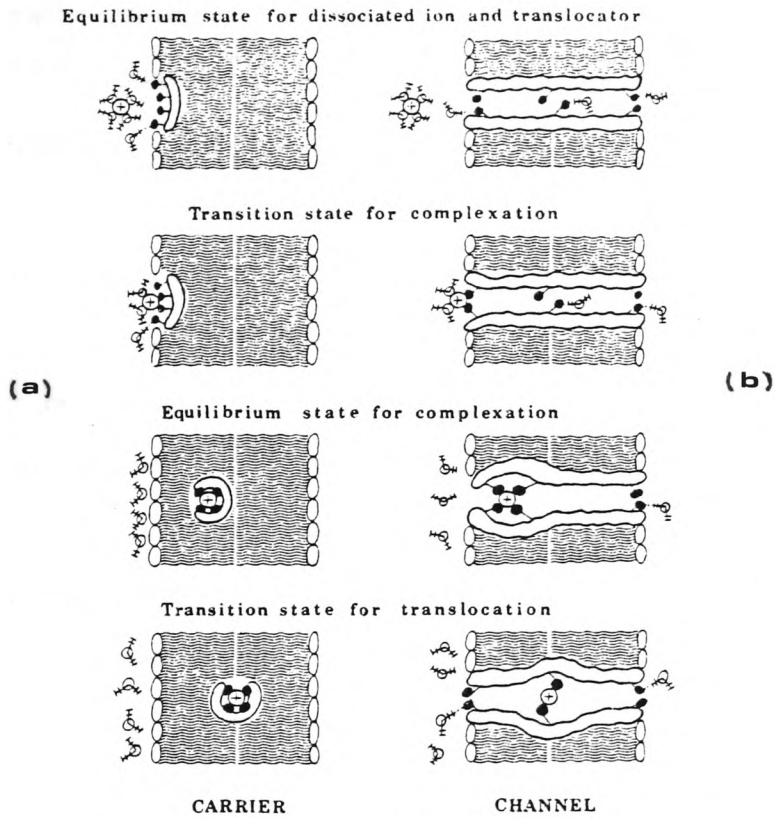 Equilibrium state for dissociated ion and translocator
Transition state for complexation
(a)
(b)
Equilibrium state for complexation
Transition state for translocation
CARRIER
CHANNEL